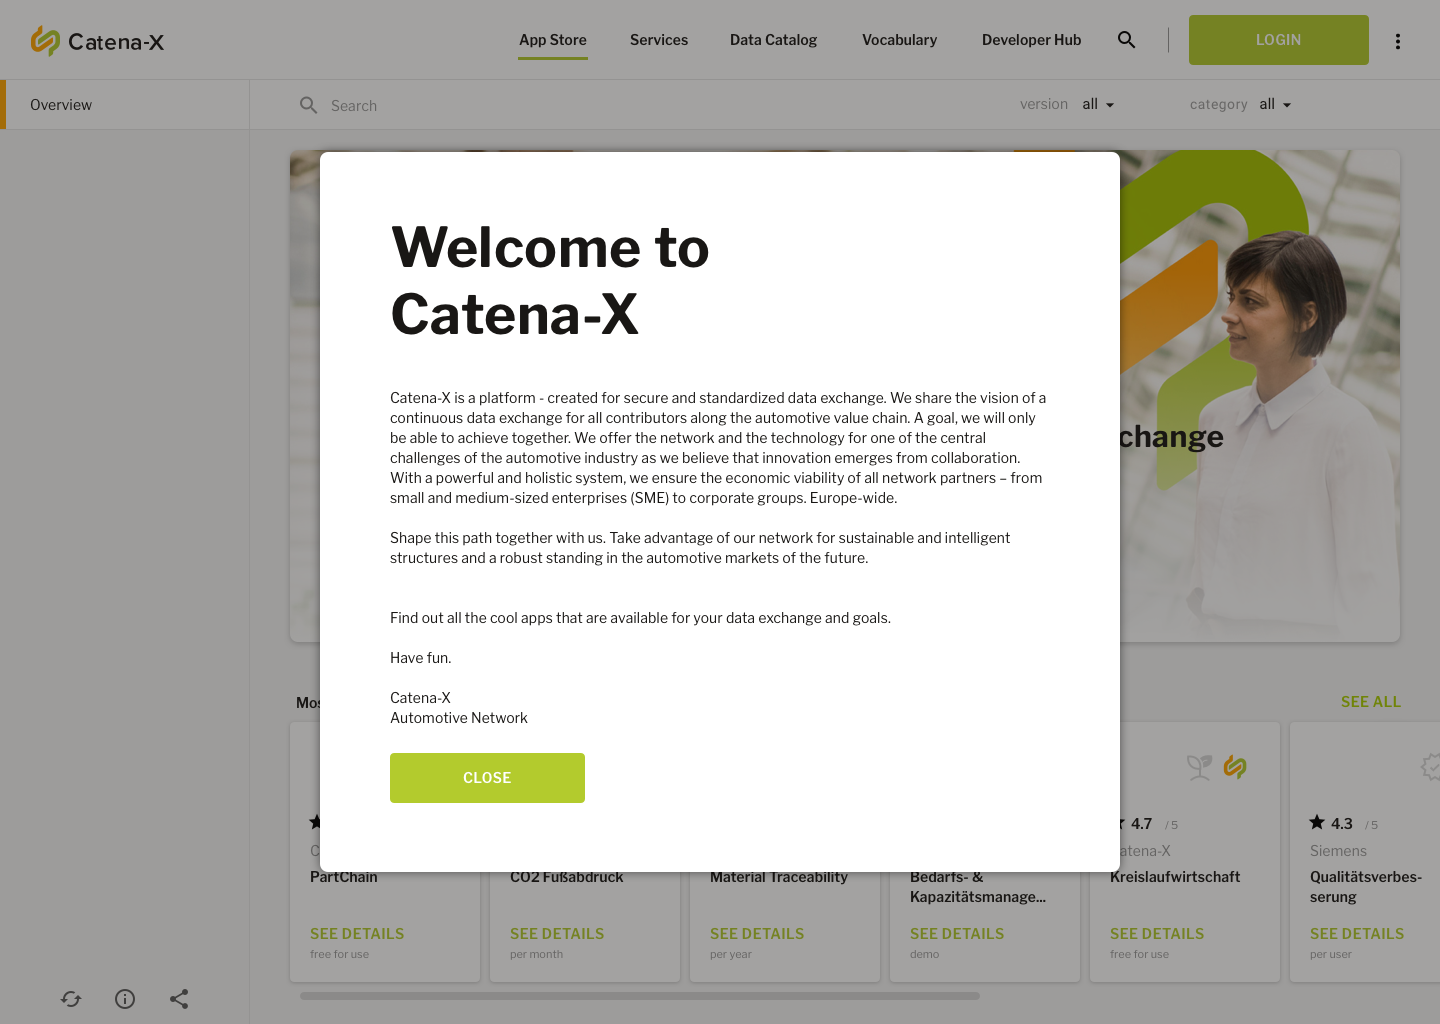 Catena-X
App Store
Services
Data Catalog
Vocabulary
Developer Hub
LOGIN
Overview
Search
version all
category all
Welcome to
Catena-X
Catena-X is a platform - created for secure and standardized data exchange. We share the vision of a
continuous data exchange for all contributors along the automotive value chain. A goal, we will only
be able to achieve together. We offer the network and the technology for one of the central
challenges of the automotive industry as we believe that innovation emerges from collaboration.
With a powerful and holistic system, we ensure the economic viability of all network partners – from
small and medium-sized enterprises (SME) to corporate groups. Europe-wide.
Shape this path together with us. Take advantage of our network for sustainable and intelligent
structures and a robust standing in the automotive markets of the future.
Find out all the cool apps that are available for your data exchange and goals.
Have fun.
Catena-X
Automotive Network
CLOSE
change
SEE ALL
PartChain
SEE DETAILS
free for use
CO2 Fußabdruck
SEE DETAILS
per month
Material Traceability
SEE DETAILS
per year
Bedarfs- &
Kapazitätsmanage...
SEE DETAILS
demo
4.7 / 5
atena-X
Kreislaufwirtschaft
SEE DETAILS
free for use
4.3 / 5
Siemens
Qualitätsverbes-
serung
SEE DETAILS
per user